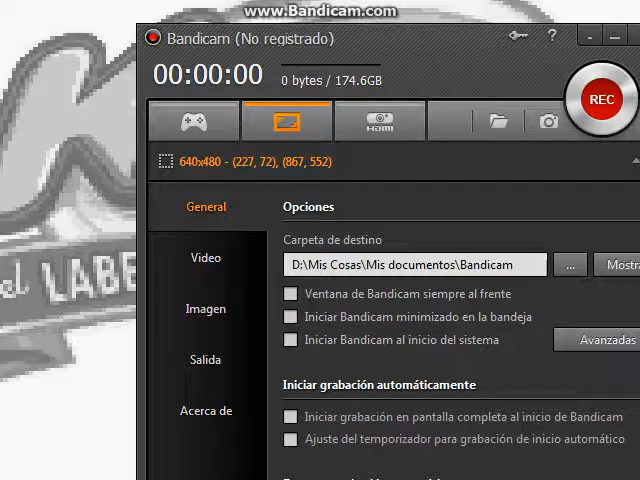 www.Bandicam.com
Bandicam (No registrado)
?
00:00:00
0 bytes / 174.6GB
REC
HDMI
640x480 - (227, 72), (867, 552)
General
Opciones
Carpeta de destino
Video
D:\Mis Cosas\Mis documentos\Bandicam
...
Mostra
Ventana de Bandicam siempre al frente
Imagen
Iniciar Bandicam minimizado en la bandeja
Iniciar Bandicam al inicio del sistema
Avanzadas
Salida
Iniciar grabación automáticamente
Acerca de
Iniciar grabación en pantalla completa al inicio de Bandicam
Ajuste del temporizador para grabación de inicio automático
el LABE